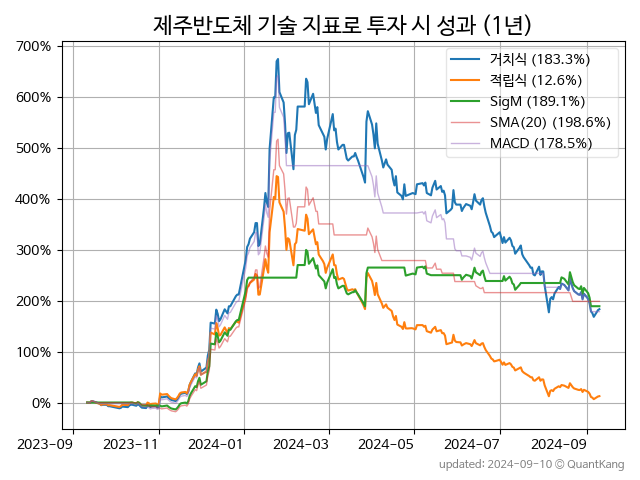 제주반도체 기술 지표로 투자 시 성과 (1년)
700%
600%
500%
400%
300%
200%
100%
0%
거치식 (183.3%)
적립식 (12.6%)
SigM (189.1%)
SMA(20) (198.6%)
MACD (178.5%)
2023-09
2023-11
2024-01
2024-03
2024-05
2024-07
2024-09
updated: 2024-09-10 ⓒ QuantKang